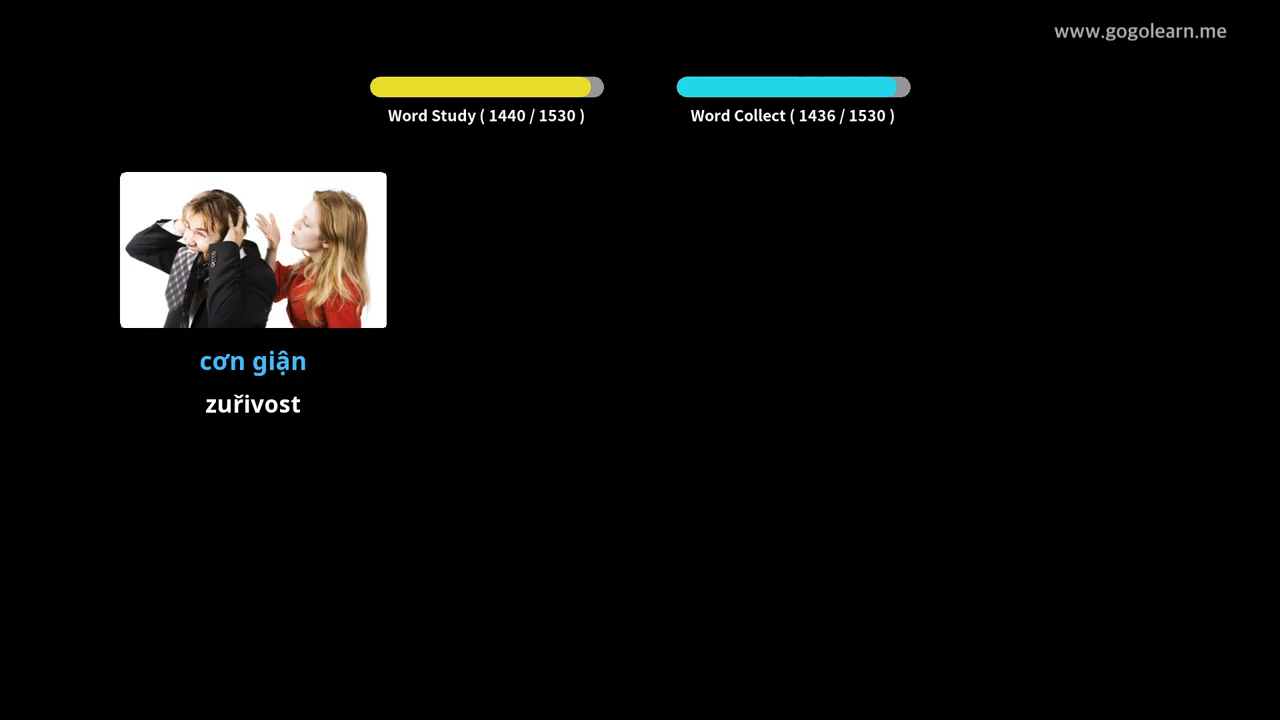 www.gogolearn.me
Word Study ( 1440 / 1530 )
Word Collect ( 1436 / 1530 )
cơn giận
zuřivost